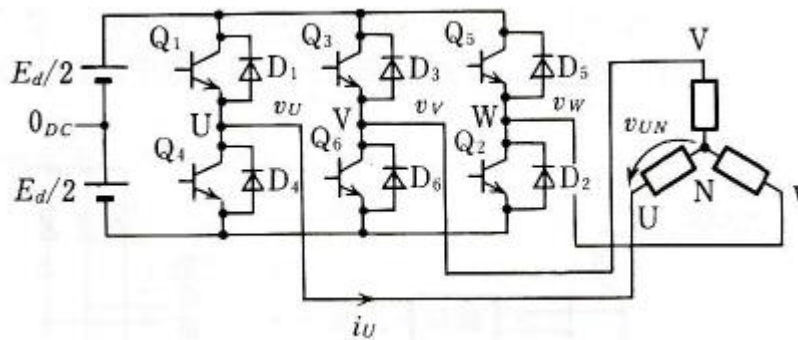 Q1 Q3 Q5
V
Ed/2 D1 D3 D5
0DC U vU V vV W vW vUN
Q4 Q6 Q2
Ed/2 D4 D6 D2
U N
iU